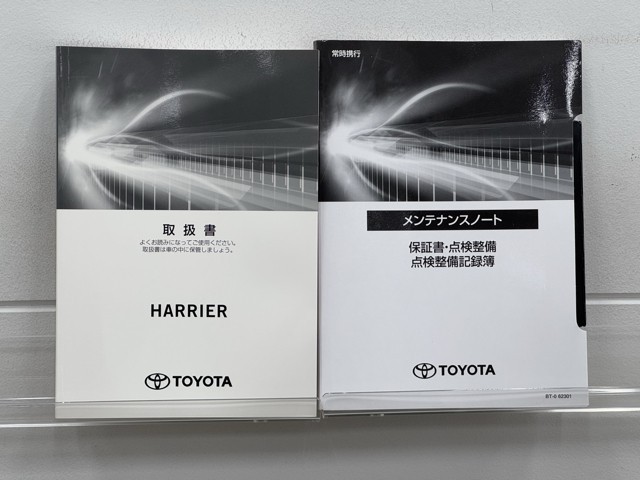 取扱書
よくお読みになってご使用ください。
取扱書は車の中に保管しましょう。
HARRIER
TOYOTA
常時携行
メンテナンスノート
保証書・点検整備
点検整備記録簿
TOYOTA
BT-6 62301